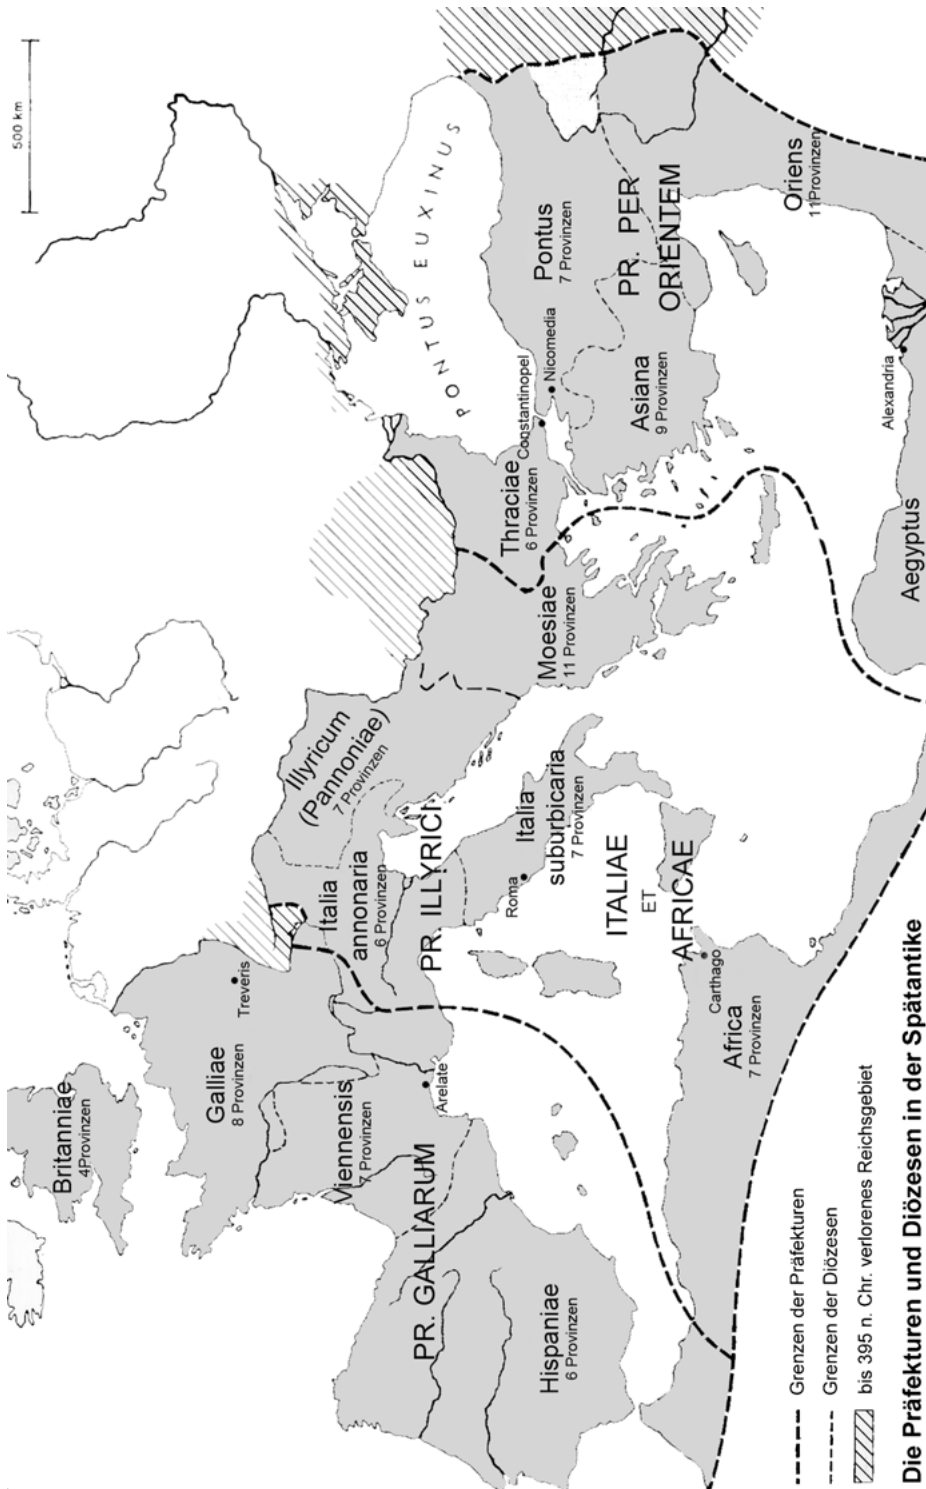 500 km
PONTUS EUXINUS
Britanniae
4Provinzen
Galliae
8 Provinzen
Treveris
Viennensis
7 Provinzen
Arelate
PR. GALLIARUM
Hispaniae
6 Provinzen
Italia
annonaria
6 Provinzen
Illyricum
(Pannoniae)
7 Provinzen
PR. ILLYRICI
Roma
Italia
suburbicaria
7 Provinzen
ITALIAE
ET
AFRICAE
Carthago
Africa
7 Provinzen
Moesiae
11 Provinzen
Thraciae
6 Provinzen
Constantinopel
Nicomedia
Pontus
7 Provinzen
PR. PER
ORIENTEM
Asiana
9 Provinzen
Oriens
11Provinzen
Alexandria
Aegyptus
Grenzen der Präfekturen
Grenzen der Diözesen
bis 395 n. Chr. verlorenes Reichsgebiet
Die Präfekturen und Diözesen in der Spätantike